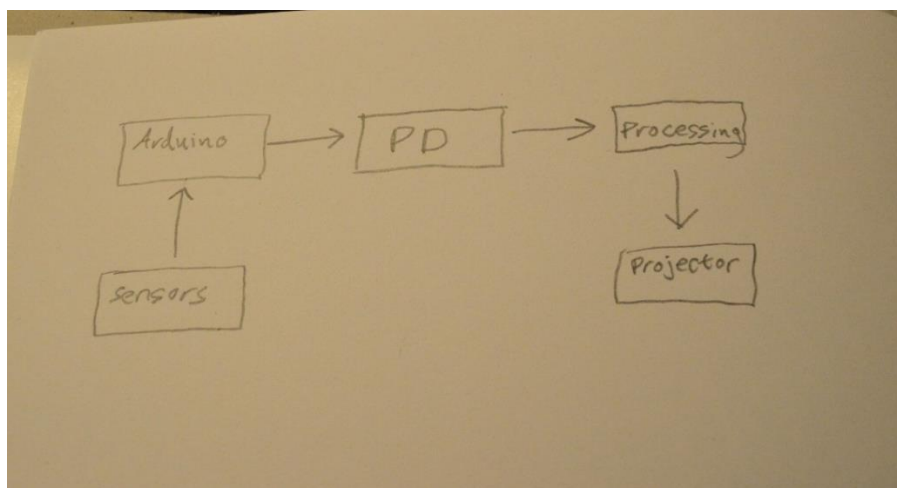 Arduino
PD
Processing
sensors
Projector